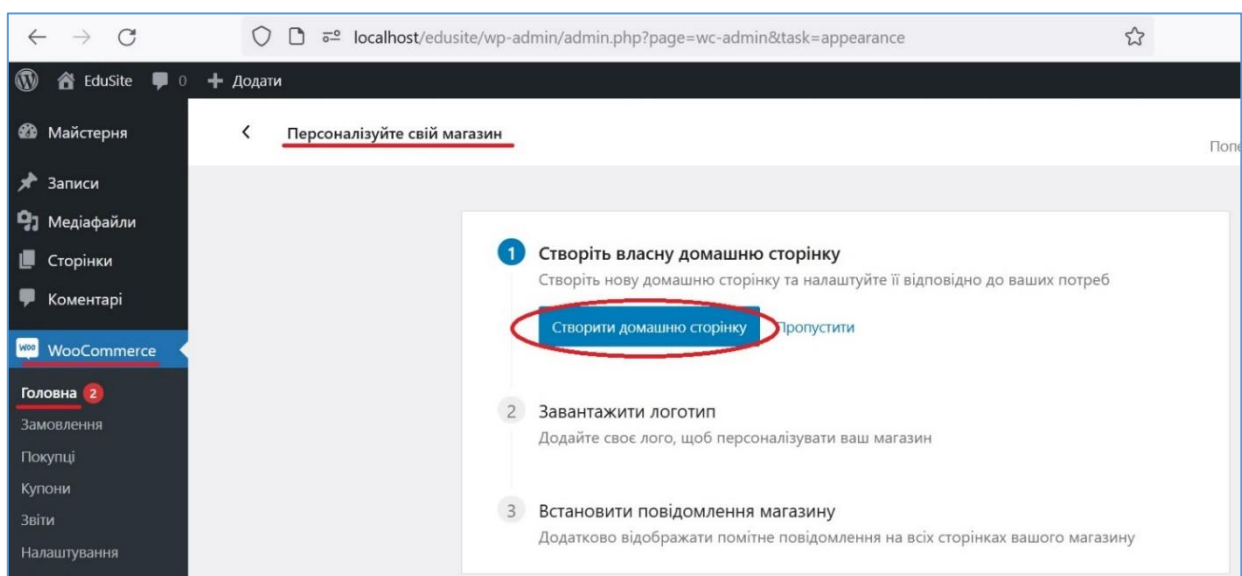 localhost/edusite/wp-admin/admin.php?page=wc-admin&task=appearance
EduSite 0 Додати
Майстерня
Персоналізуйте свій магазин
Записи
Медіафайли
Сторінки
Коментарі
WooCommerce
Головна 2
Замовлення
Покупці
Купони
Звіти
Налаштування
1 Створіть власну домашню сторінку
Створіть нову домашню сторінку та налаштуйте її відповідно до ваших потреб
Створити домашню сторінку Пропустити
2 Завантажити логотип
Додайте своє лого, щоб персоналізувати ваш магазин
3 Встановити повідомлення магазину
Додатково відображати помітне повідомлення на всіх сторінках вашого магазину